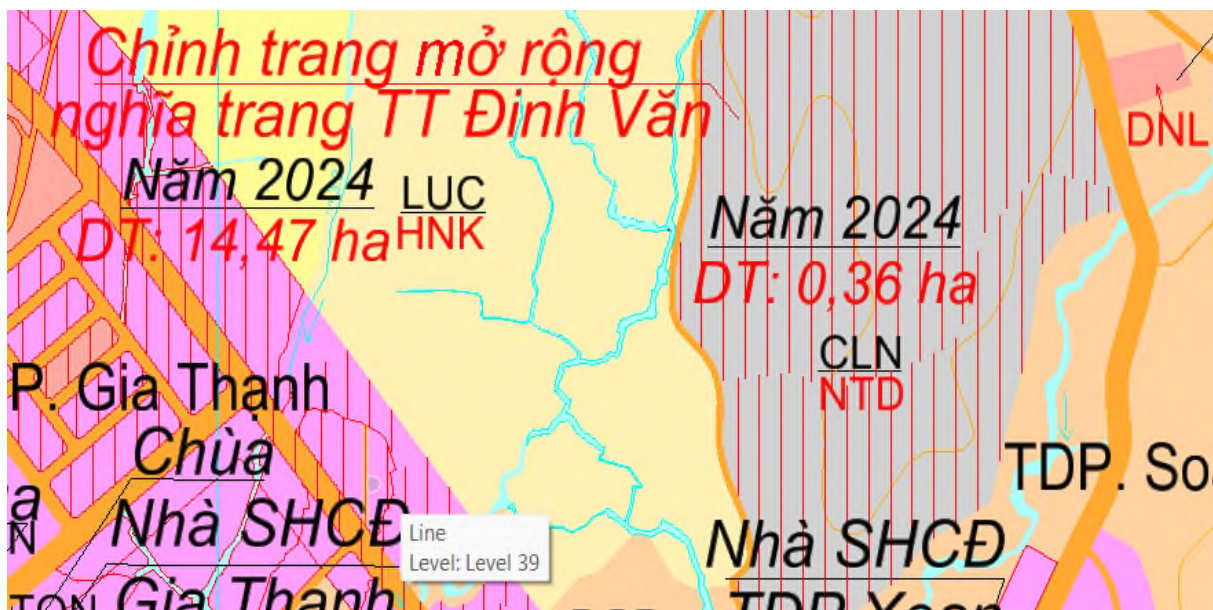 Chỉnh trang mở rộng
nghĩa trang TT Đinh Văn
DNL
Năm 2024
DT: 14,47 ha
LUC
HNK
Năm 2024
DT: 0,36 ha
CLN
NTD
P. Gia Thạnh
Chùa
TDP. So
Nhà SHCĐ
Gia Thạnh
Line
Level: Level 39
Nhà SHCĐ
TON